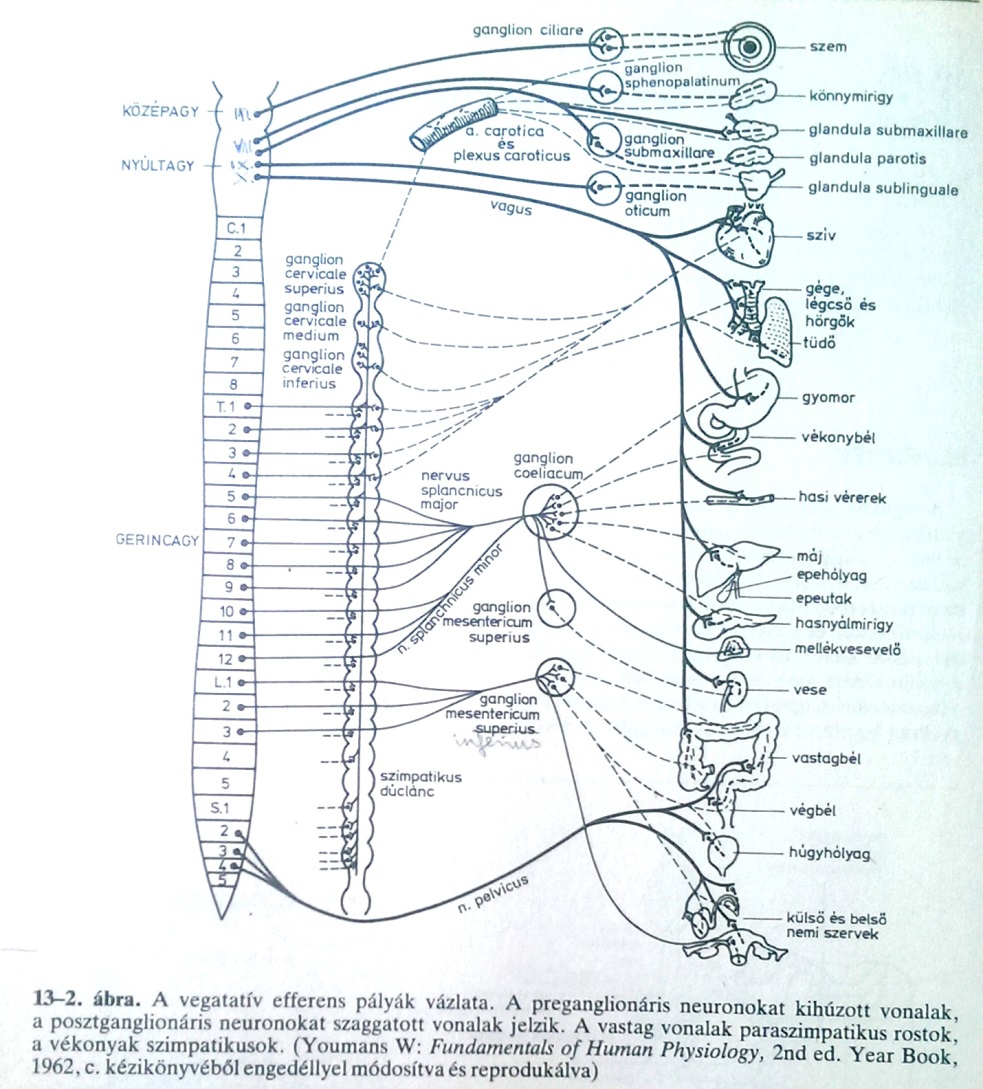 ganglion ciliare
szem
ganglion
sphenopalatinum
könnymirigy
KÖZÉPAGY
III.
a. carotica
és
plexus caroticus
ganglion
submaxillare
glandula submaxillare
VII.
glandula parotis
NYÚLTAGY
IX.
X.
vagus
ganglion
oticum
glandula sublinguale
szív
C.1
2
3
4
5
6
7
8
ganglion
cervicale
superius
ganglion
cervicale
medium
ganglion
cervicale
inferius
gége,
légcső és
hörgők
tüdő
gyomor
vékonybél
T.1
2
3
4
5
6
7
8
9
10
11
12
GERINCAGY
nervus
splancnicus
major
ganglion
coeliacum
hasi vérerek
n. splanchnicus minor
máj
epehólyag
epeutak
ganglion
mesentericum
superius
hasnyálmirigy
mellékvesevelő
vese
L.1
2
3
4
5
ganglion
mesentericum
superius
inferius
szimpatikus
dúclánc
vastagbél
végbél
húgyhólyag
S.1
2
3
4
5
n. pelvicus
külső és belső
nemi szervek
13–2. ábra. A vegatatív efferens pályák vázlata. A preganglionáris neuronokat kihúzott vonalak,
a posztganglionáris neuronokat szaggatott vonalak jelzik. A vastag vonalak paraszimpatikus rostok,
a vékonyak szimpatikusok. (Youmans W: Fundamentals of Human Physiology, 2nd ed. Year Book,
1962, c. kézikönyvéből engedéllyel módosítva és reprodukálva)